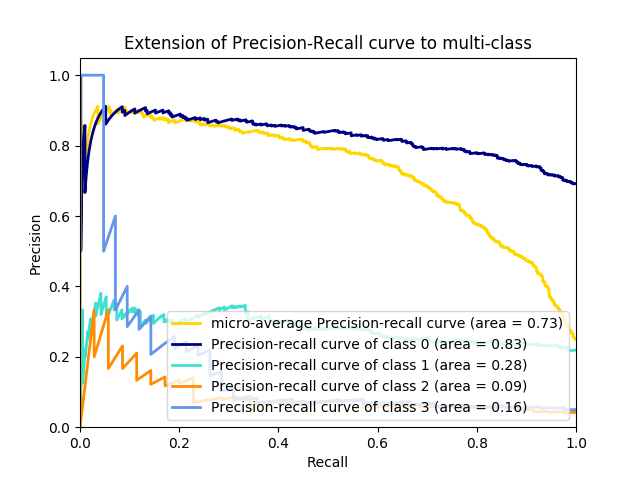 Extension of Precision-Recall curve to multi-class
Precision
1.0
0.8
0.6
0.4
0.2
0.0
micro-average Precision-recall curve (area = 0.73)
Precision-recall curve of class 0 (area = 0.83)
Precision-recall curve of class 1 (area = 0.28)
Precision-recall curve of class 2 (area = 0.09)
Precision-recall curve of class 3 (area = 0.16)
0.0 0.2 0.4 0.6 0.8 1.0
Recall